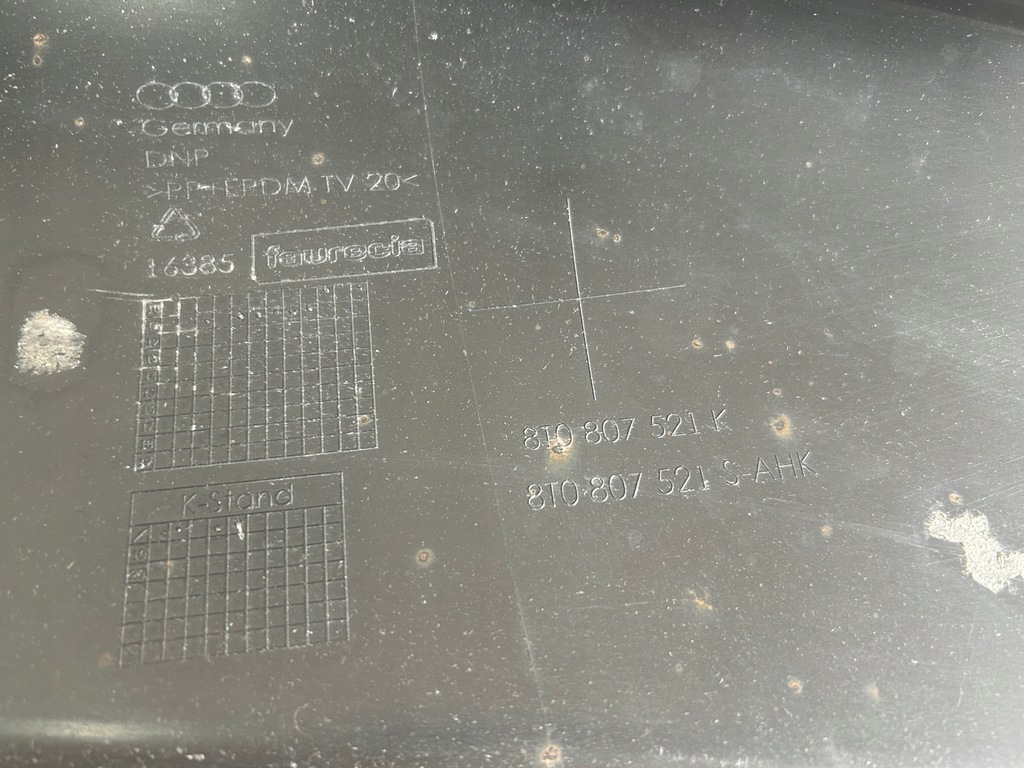 Germany
DNP
>PP+EPDM TV 20<
16385
faurecia
K-Stand
8T0 807 521 K
8T0 807 521 S-AHK